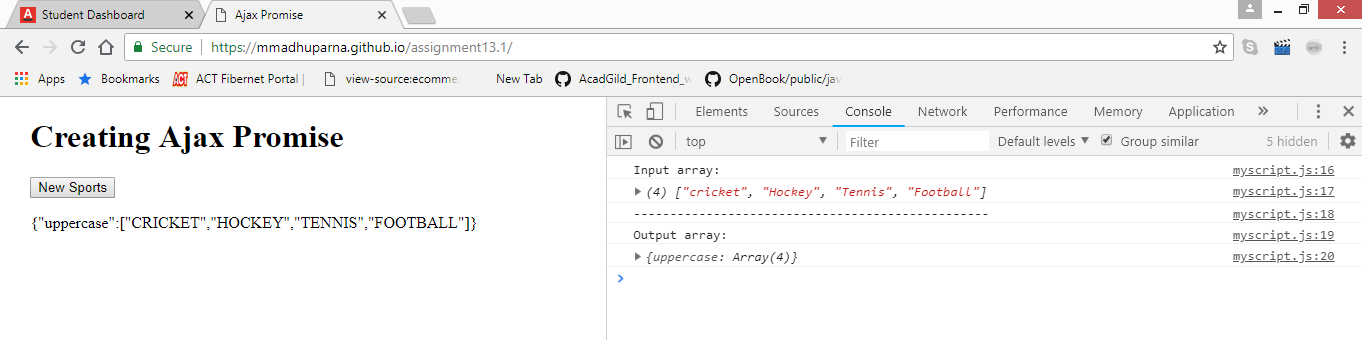 Student Dashboard
Ajax Promise
Secure
https://mmadhuparna.github.io/assignment13.1/
Apps
Bookmarks
ACT
ACT Fibernet Portal |
view-source:ecomme
New Tab
AcadGild_Frontend_w
OpenBook/public/jav
Creating Ajax Promise
New Sports
{"uppercase":["CRICKET","HOCKEY","TENNIS","FOOTBALL"]}
Elements Sources Console Network Performance Memory Application »
top Filter Default levels Group similar 5 hidden
Input array: myscript.js:16
(4) ["cricket", "Hockey", "Tennis", "Football"] myscript.js:17
------------------------------------------------- myscript.js:18
Output array: myscript.js:19
{uppercase: Array(4)} myscript.js:20